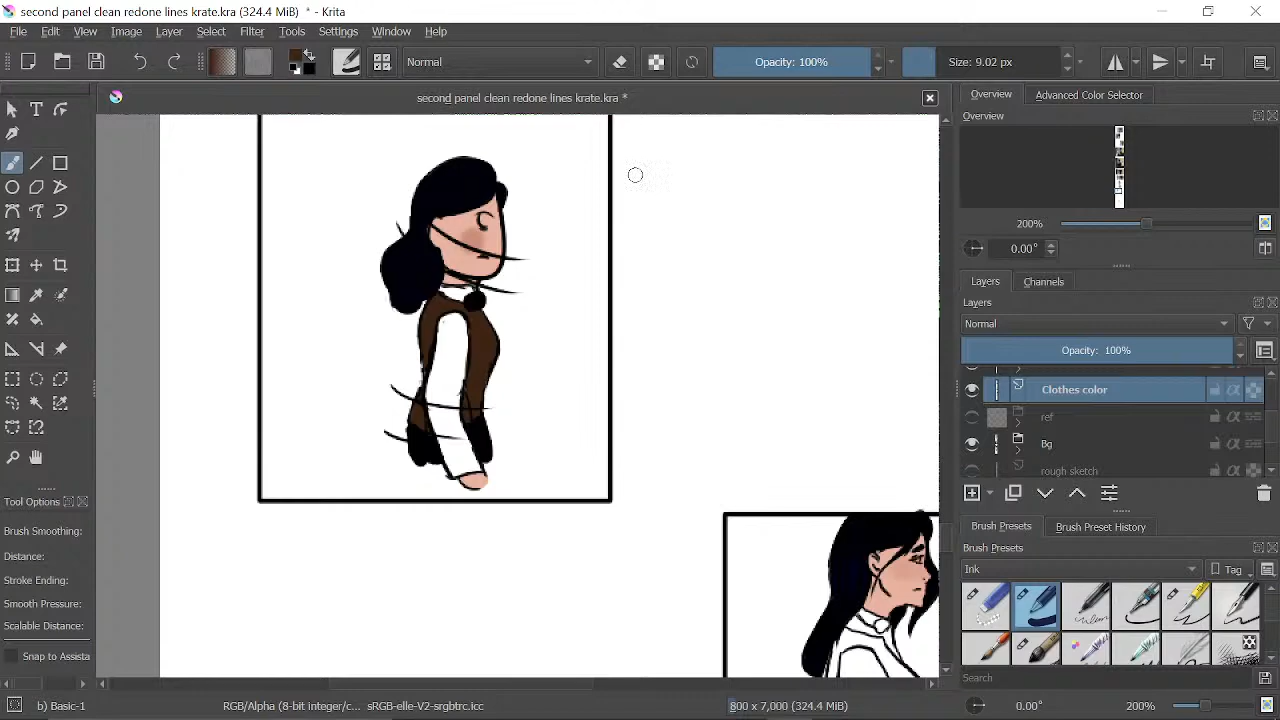 second panel clean redone lines krate.kra (324.4 MiB) * - Krita
File Edit View Image Layer Filter Select Tools Settings Window Help
Normal
Opacity: 100%
Size: 9.02 px
second panel clean redone lines krate.kra *
Overview
Advanced Color Selector
Overview
200%
0.00°
Layers
Channels
Layers
Normal
Opacity: 100%
Clothes color
ref
Bg
rough sketch
Tool Options
Brush Presets
Brush Preset History
Brush Smoothing:
Brush Presets
Distance:
Ink
Tag
Stroke Ending:
Smooth Pressure:
Scalable Distance:
Snap to Assista
Search
b) Basic-1
RGB/Alpha (8-bit integer/c... sRGB-elle-V2-srgbtrc.icc
800 x 7,000 (324.4 MiB)
0.00°
200%